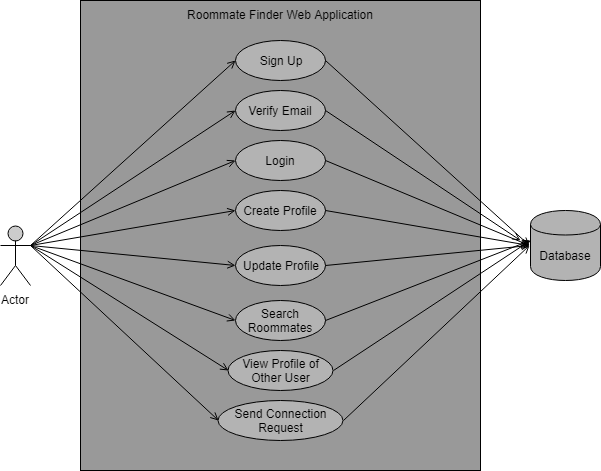 Roommate Finder Web Application
Sign Up
Verify Email
Login
Create Profile
Update Profile
Search
Roommates
View Profile of
Other User
Send Connection
Request
Actor
Database